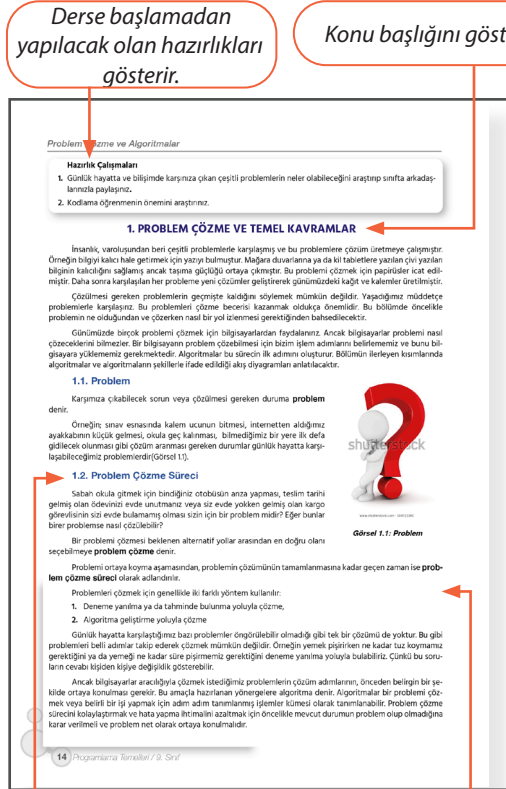 Derse başlamadan
yapılacak olan hazırlıkları
gösterir.
Konu başlığını göst
Problem Çözme ve Algoritmalar
Hazırlık Çalışmaları
1. Günlük hayatta ve bilişimde karşınıza çıkan çeşitli problemlerin neler olabileceğini araştırıp sınıfta arkadaş-
larınızla paylaşınız.
2. Kodlama öğrenmenin önemini araştırınız.
1. PROBLEM ÇÖZME VE TEMEL KAVRAMLAR
İnsanlık, varoluşundan beri çeşitli problemlerle karşılaşmış ve bu problemlere çözüm üretmeye çalışmıştır.
Örneğin bilgiyi kalıcı hale getirmek için yazıyı bulmuştur. Mağara duvarlarına ya da kil tabletlere yazılan çivi yazıları
bilginin kalıcılığını sağlamış ancak taşıma güçlüğü ortaya çıkmıştır. Bu problemi çözmek için papirüsler icat edil-
miştir. Daha sonra karşılaşılan her probleme yeni çözümler geliştirerek günümüzdeki kağıt ve kalemler üretilmiştir.
Çözülmesi gereken problemlerin geçmişte kaldığını söylemek mümkün değildir. Yaşadığımız müddetçe
problemlerle karşılaşırız. Bu problemleri çözme becerisi kazanmak oldukça önemlidir. Bu bölümde öncelikle
problemin ne olduğundan ve çözerken nasıl bir yol izlenmesi gerektiğinden bahsedilecektir.
Günümüzde birçok problemi çözmek için bilgisayarlardan faydalanırız. Ancak bilgisayarlar problemi nasıl
çözeceklerini bilmezler. Bir bilgisayarın problem çözebilmesi için bizim işlem adımlarını belirlememiz ve bunu bil-
gisayara yüklememiz gerekmektedir. Algoritmalar bu sürecin ilk adımını oluşturur. Bölümün ilerleyen kısımlarında
algoritmalar ve algoritmaların şekillerle ifade edildiği akış diyagramları anlatılacaktır.
1.1. Problem
Karşımıza çıkabilecek sorun veya çözülmesi gereken duruma problem
denir.
Örneğin; sınav esnasında kalem ucunun bitmesi, internetten aldığımız
ayakkabının küçük gelmesi, okula geç kalınması, bilmediğimiz bir yere ilk defa
gidilecek olunması gibi çözüm aranması gereken durumlar günlük hayatta karşı-
laşabileceğimiz problemlerdir(Görsel 1.1).
shutterstock
Görsel 1.1: Problem
1.2. Problem Çözme Süreci
Sabah okula gitmek için bindiğiniz otobüsün arıza yapması, teslim tarihi
gelmiş olan ödevinizi evde unutmanız veya siz evde yokken gelmiş olan kargo
görevlisinin sizi evde bulamamış olması sizin için bir problem midir? Eğer bunlar
birer problemse nasıl çözülebilir?
Bir problemi çözmesi beklenen alternatif yollar arasından en doğru olanı
seçebilmeye problem çözme denir.
Problemi ortaya koyma aşamasından, problemin çözümünün tamamlanmasına kadar geçen zaman ise prob-
lem çözme süreci olarak adlandırılır.
Problemleri çözmek için genellikle iki farklı yöntem kullanılır:
1. Deneme yanılma ya da tahminde bulunma yoluyla çözme,
2. Algoritma geliştirme yoluyla çözme
Günlük hayatta karşılaştığımız bazı problemler öngörülebilir olmadığı gibi tek bir çözümü de yoktur. Bu gibi
problemleri belli adımlar takip ederek çözmek mümkün değildir. Örneğin yemek pişirirken ne kadar tuz koymamız
gerektiğini ya da yemeği ne kadar süre pişirmemiz gerektiğini deneme yanılma yoluyla bulabiliriz. Çünkü bu soru-
ların cevabı kişiden kişiye değişiklik gösterebilir.
Ancak bilgisayarlar aracılığıyla çözmek istediğimiz problemlerin çözüm adımlarının, önceden belirgin bir şe-
kilde ortaya konulması gerekir. Bu amaçla hazırlanan yönergelere algoritma denir. Algoritmalar bir problemi çöz-
mek veya belirli bir işi yapmak için adım adım tanımlanmış işlemler kümesi olarak tanımlanabilir. Problem çözme
sürecini kolaylaştırmak ve hata yapma ihtimalini azaltmak için öncelikle mevcut durumun problem olup olmadığına
karar verilmeli ve problem net olarak ortaya konulmalıdır.
14 Programlama Temelleri / 9. Sınıf